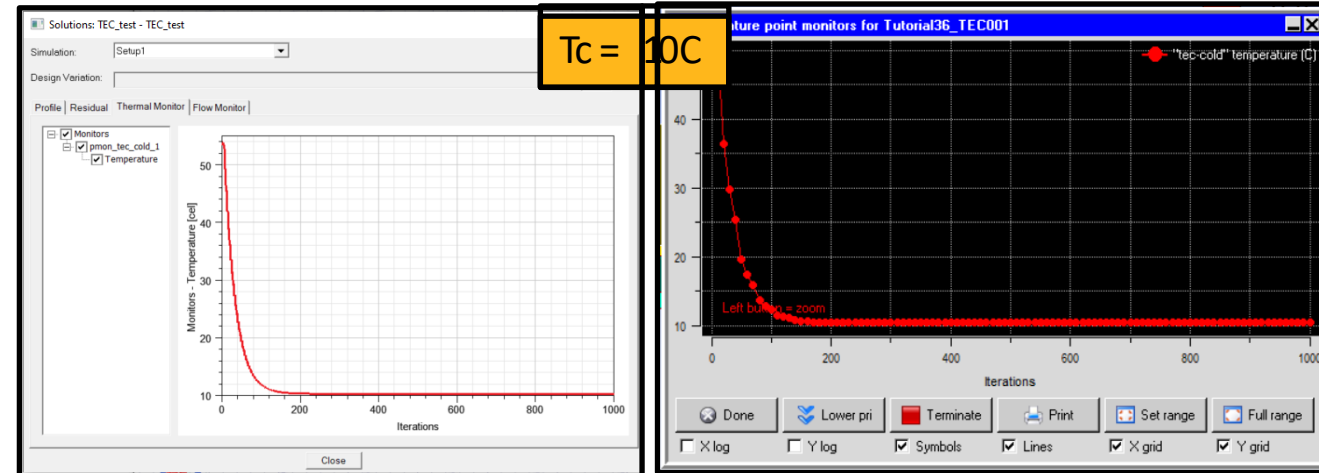 Solutions: TEC_test - TEC_test
Simulation: Setup1
Design Variation:
Profile Residual Thermal Monitor Flow Monitor
Monitors
pmon_tec_cold_1
Temperature
Monitors - Temperature [cel]
50
40
30
20
10
0 200 400 600 800 1000
Iterations
Close
Tc = 10C
ture point monitors for Tutorial36_TEC001
"tec-cold" temperature (C)
40
30
20
10
Left button = zoom
0 200 400 600 800 1000
Iterations
Done Lower pri Terminate Print Set range Full range
X log Y log Symbols Lines X grid Y grid